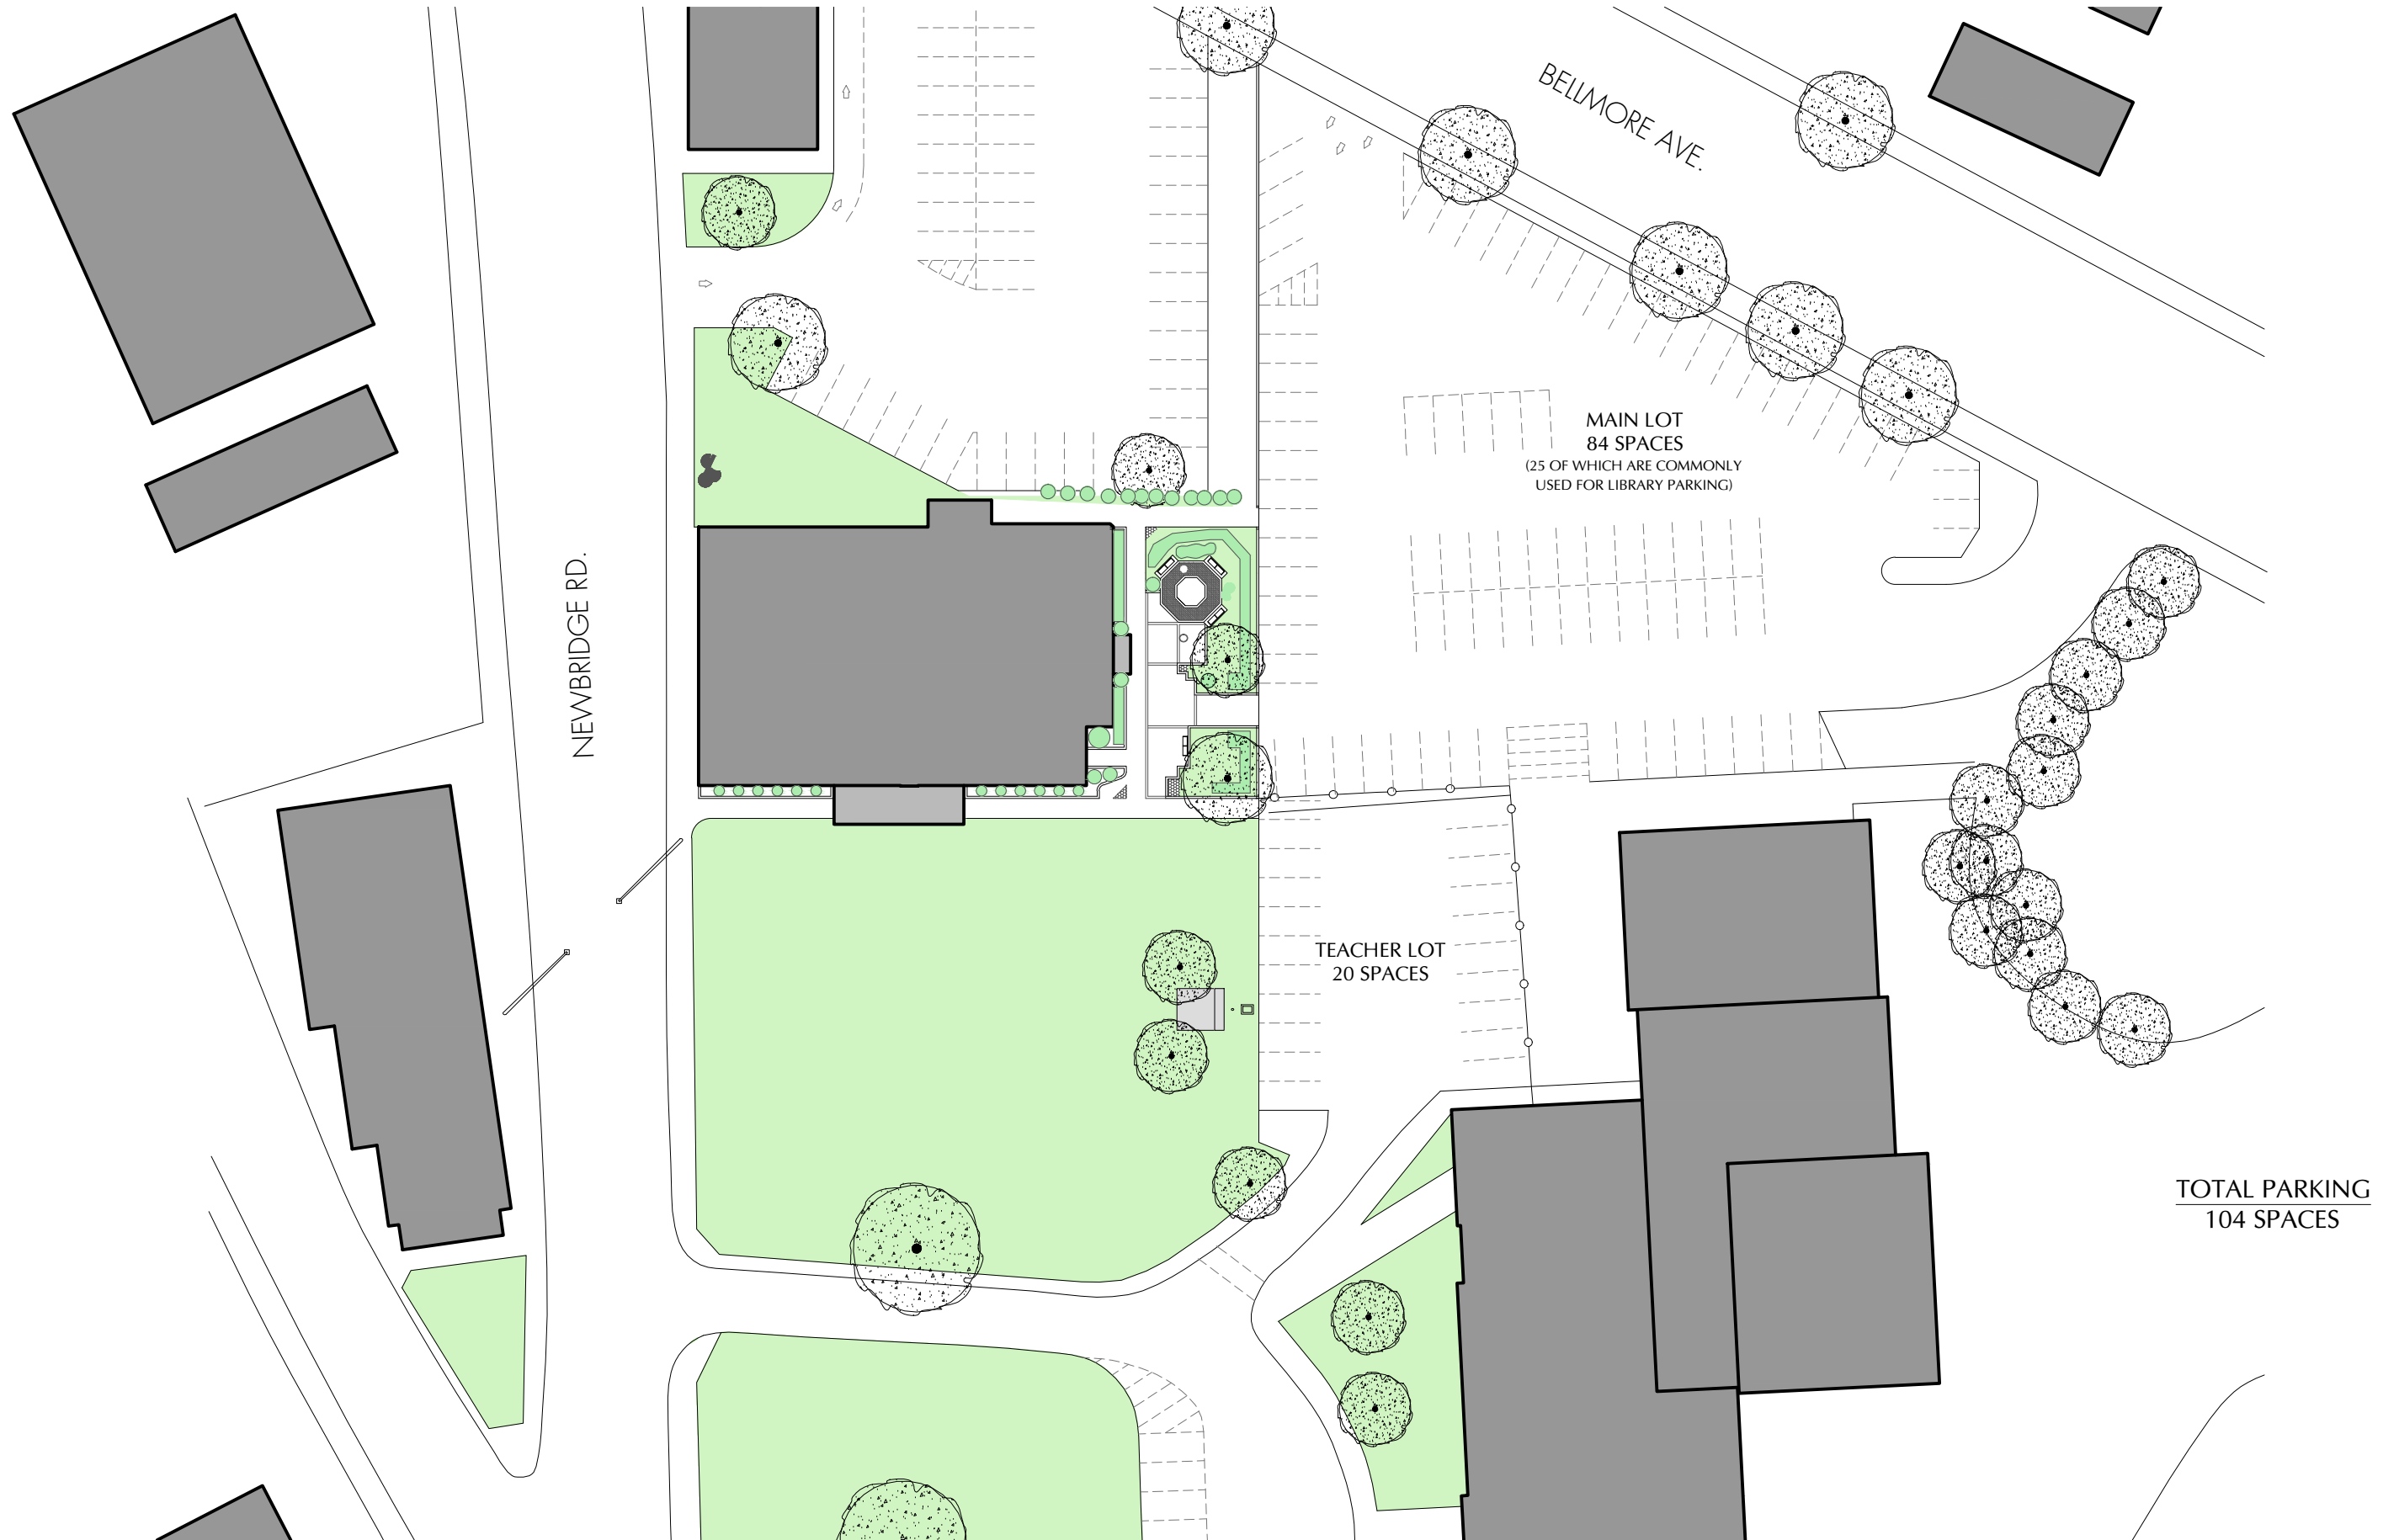 BELLMORE AVE.
MAIN LOT
84 SPACES
(25 OF WHICH ARE COMMONLY
USED FOR LIBRARY PARKING)
NEWBRIDGE RD.
TEACHER LOT
20 SPACES
TOTAL PARKING
104 SPACES